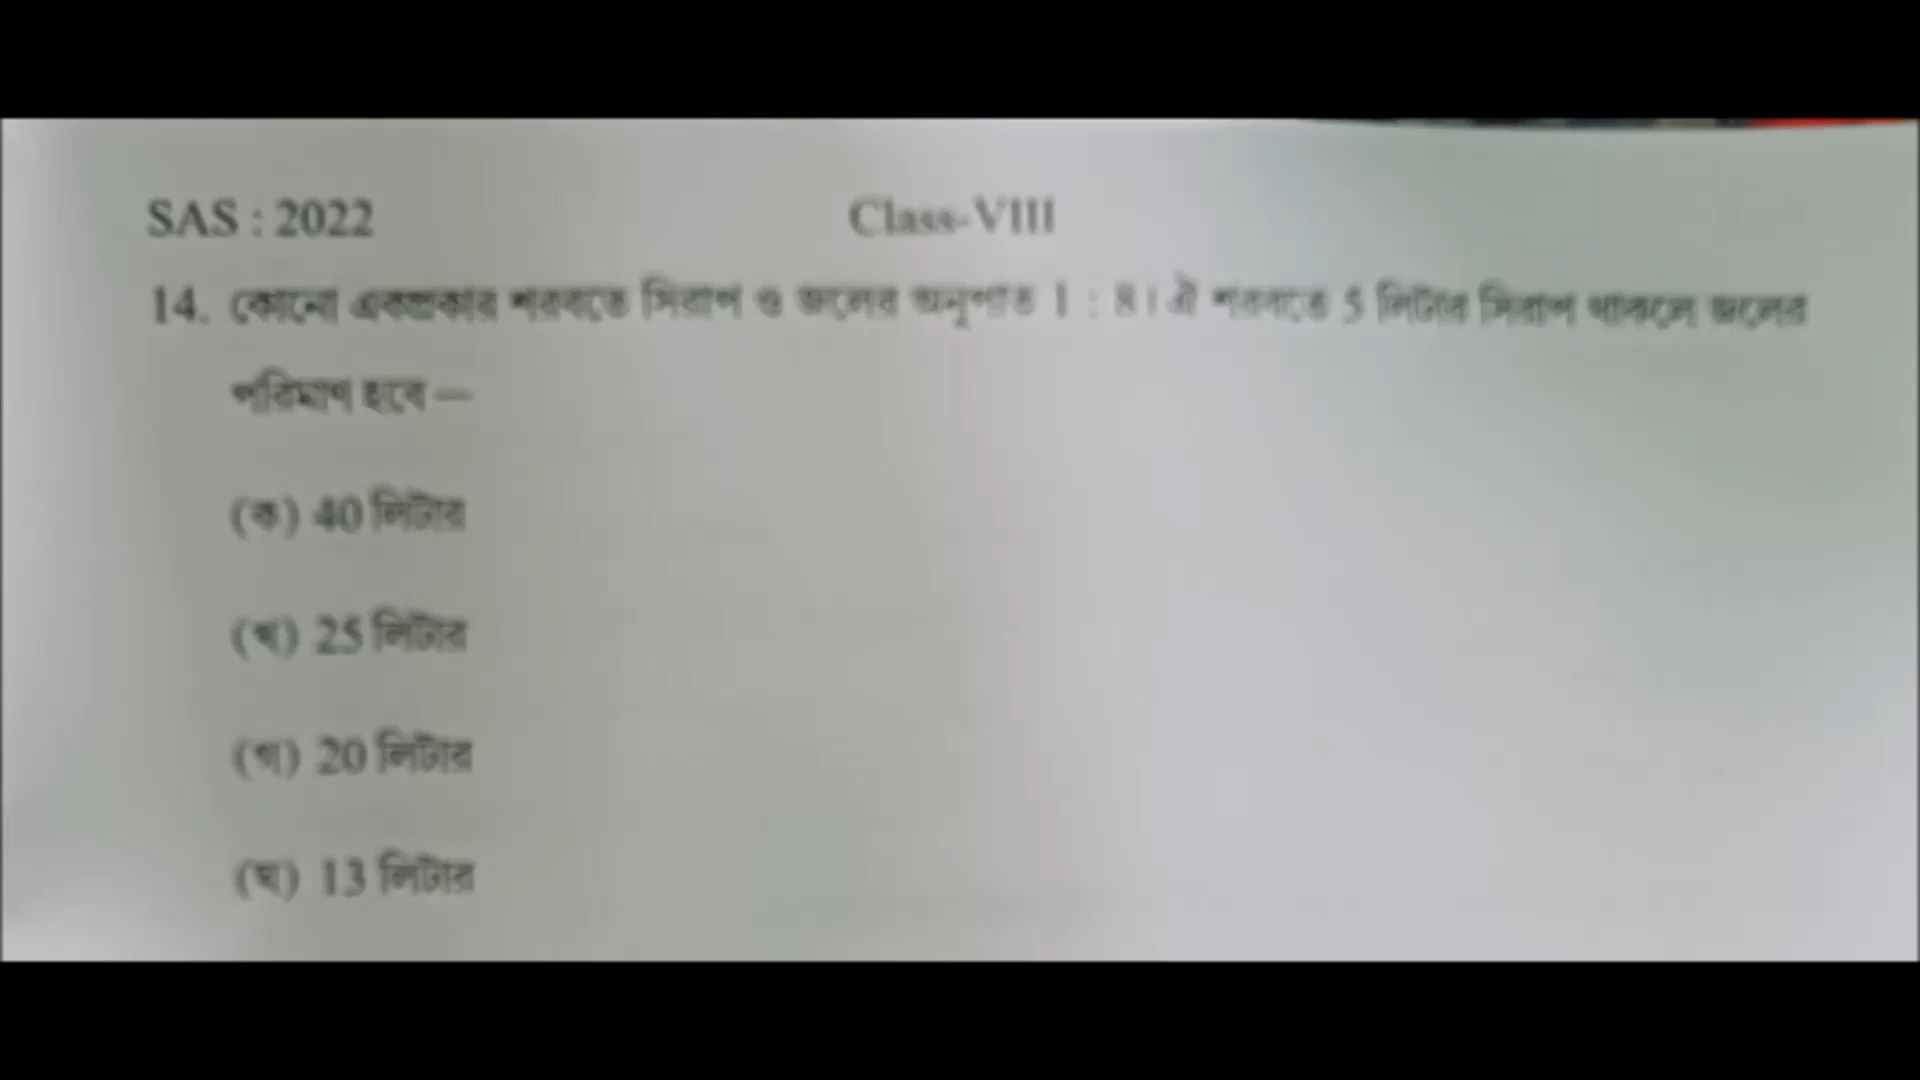 SAS : 2022 Class-VIII
14. কোনো একপ্রকার শরবতে সিরাপ ও জলের অনুপাত 1 : 8। ঐ শরবতে 5 লিটার সিরাপ থাকলে জলের
পরিমাণ হবে —
(ক) 40 লিটার
(খ) 25 লিটার
(গ) 20 লিটার
(ঘ) 13 লিটার